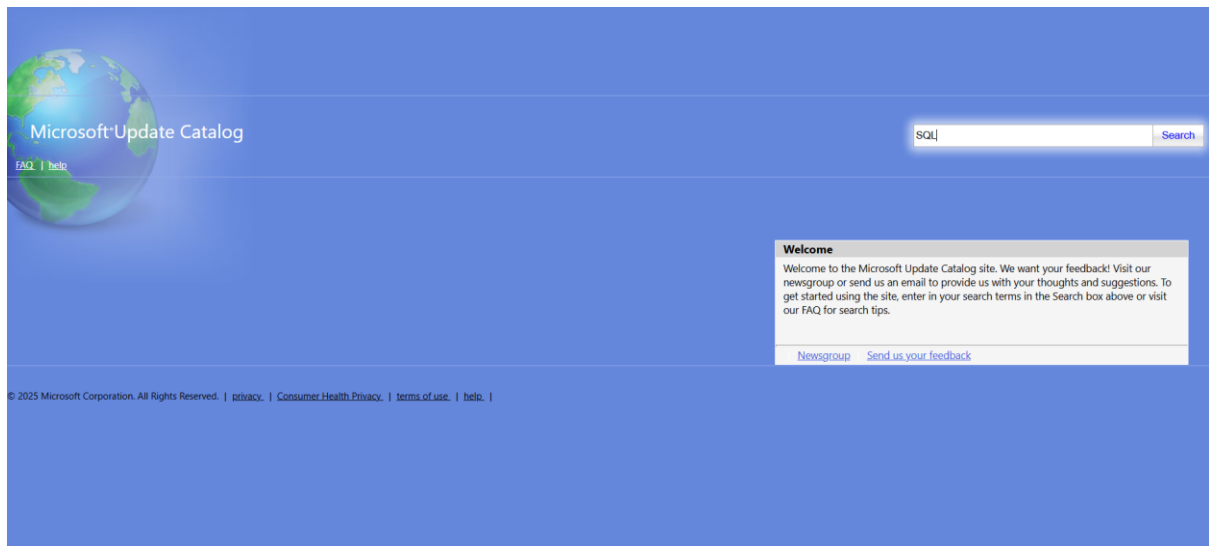 Microsoft® Update Catalog
SQL
Search
FAQ | help
Welcome
Welcome to the Microsoft Update Catalog site. We want your feedback! Visit our
newsgroup or send us an email to provide us with your thoughts and suggestions. To
get started using the site, enter in your search terms in the Search box above or visit
our FAQ for search tips.
Newsgroup Send us your feedback
© 2025 Microsoft Corporation. All Rights Reserved. | privacy | Consumer Health Privacy | terms of use | help |